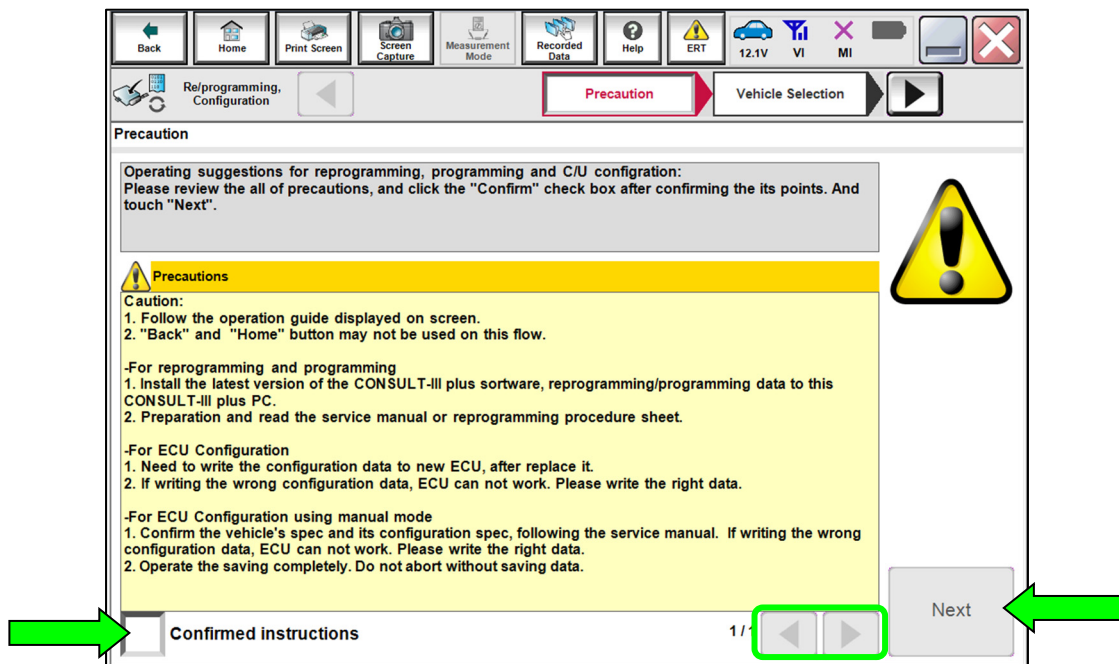 Back
Home
Print Screen
Screen
Capture
Measurement
Mode
Recorded
Data
Help
ERT
12.1V
VI
MI
Re/programming,
Configuration
Precaution
Vehicle Selection
Precaution
Operating suggestions for reprogramming, programming and C/U configration:
Please review the all of precautions, and click the "Confirm" check box after confirming the its points. And
touch "Next".
Precautions
Caution:
1. Follow the operation guide displayed on screen.
2. "Back" and "Home" button may not be used on this flow.
-For reprogramming and programming
1. Install the latest version of the CONSULT-III plus sortware, reprogramming/programming data to this
CONSULT-III plus PC.
2. Preparation and read the service manual or reprogramming procedure sheet.
-For ECU Configuration
1. Need to write the configuration data to new ECU, after replace it.
2. If writing the wrong configuration data, ECU can not work. Please write the right data.
-For ECU Configuration using manual mode
1. Confirm the vehicle's spec and its configuration spec, following the service manual. If writing the wrong
configuration data, ECU can not work. Please write the right data.
2. Operate the saving completely. Do not abort without saving data.
Next
Confirmed instructions
1/